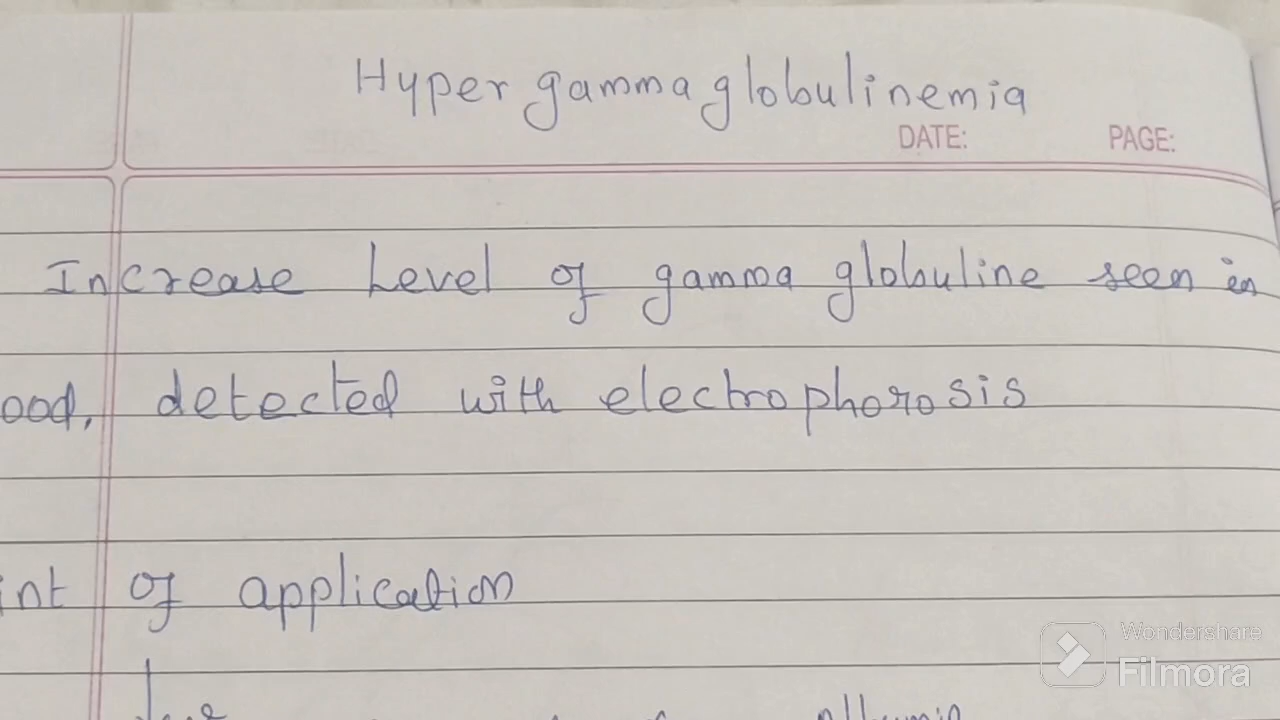 Hyper gamma globulinemia
DATE: PAGE:
Increase Level of gamma globuline seen in
ood, detected with electrophorosis
int of application
Wondershare
Filmora